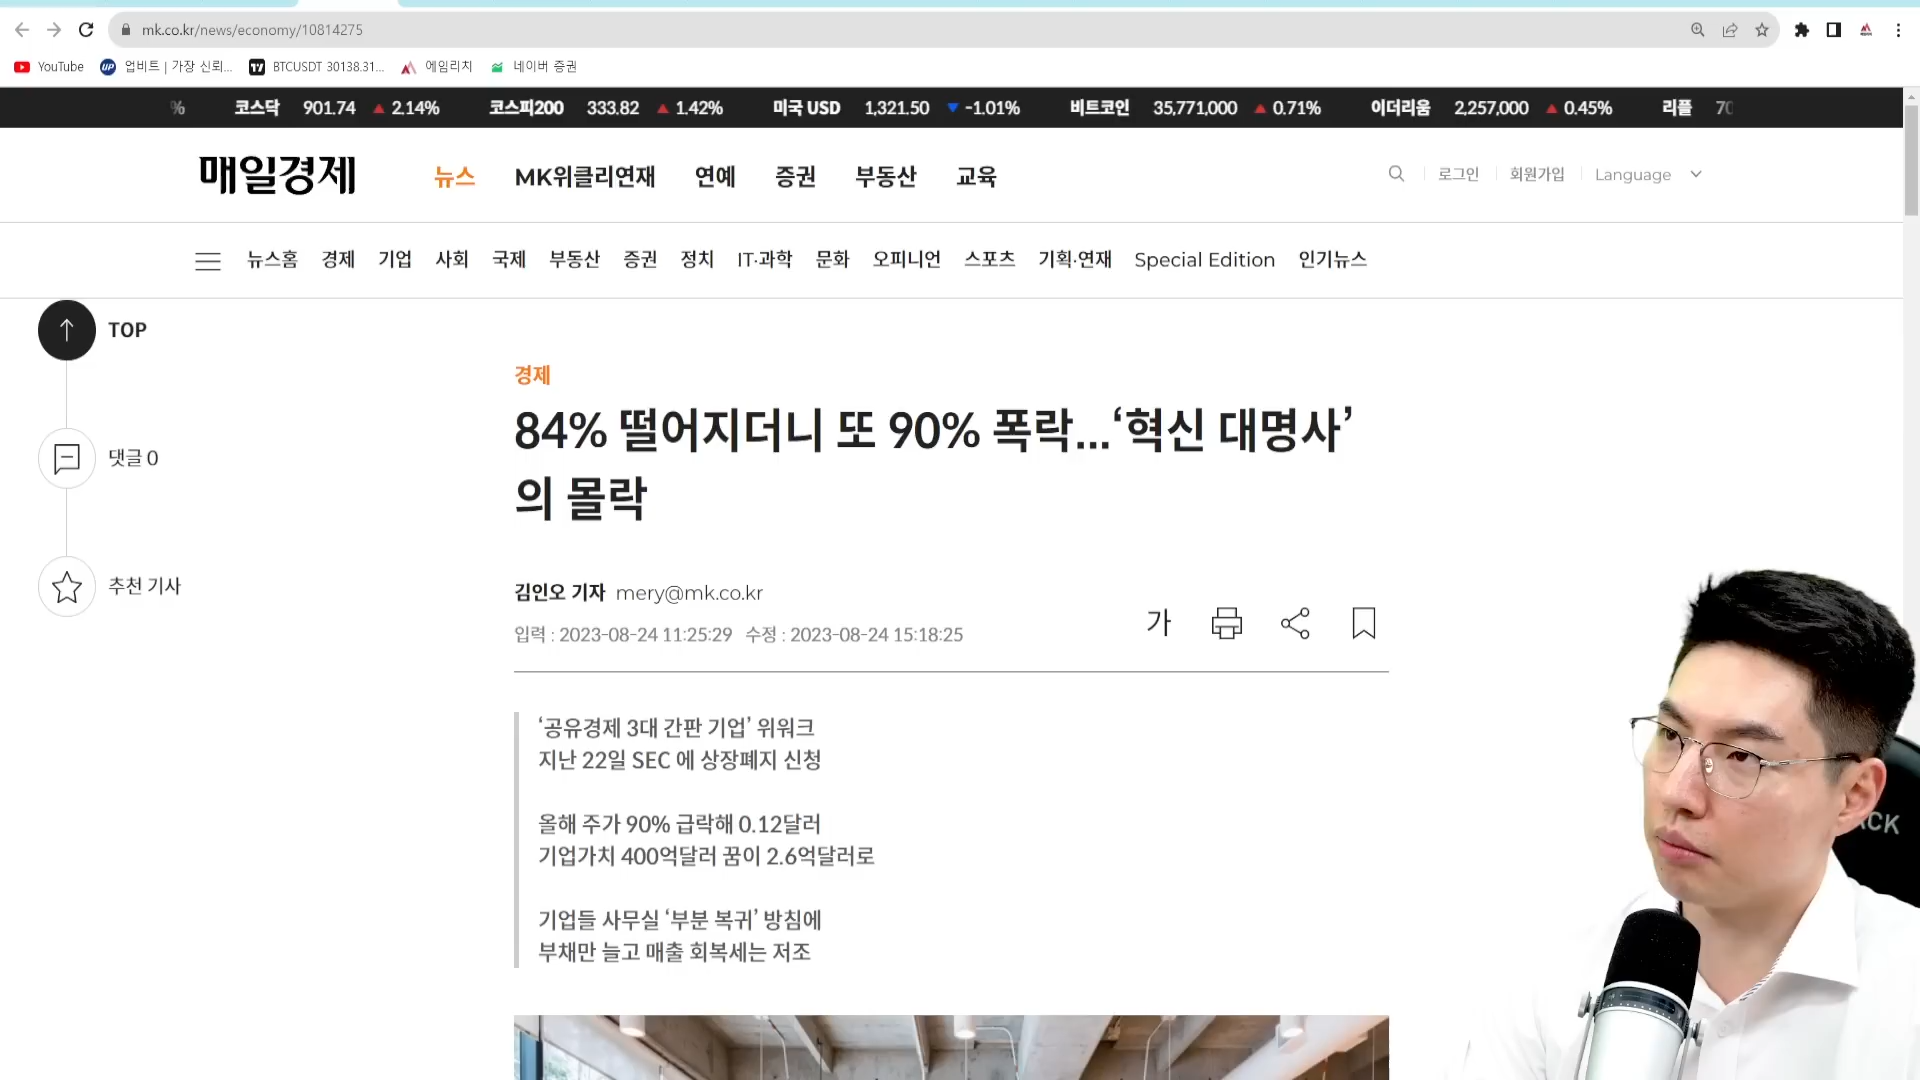 mk.co.kr/news/economy/10814275
YouTube 업비트 | 가장 신뢰... BTCUSDT 30138.31... 에임리치 네이버 증권
% 코스닥 901.74 ▲ 2.14% 코스피200 333.82 ▲ 1.42% 미국 USD 1,321.50 ▼ -1.01% 비트코인 35,771,000 ▲ 0.71% 이더리움 2,257,000 ▲ 0.45% 리플 70
매일경제 뉴스 MK위클리연재 연예 증권 부동산 교육 로그인 회원가입 Language
뉴스홈 경제 기업 사회 국제 부동산 증권 정치 IT·과학 문화 오피니언 스포츠 기획·연재 Special Edition 인기뉴스
TOP
댓글 0
추천 기사
경제
84% 떨어지더니 또 90% 폭락...‘혁신 대명사’
의 몰락
김인오 기자 mery@mk.co.kr
입력 : 2023-08-24 11:25:29 수정 : 2023-08-24 15:18:25
가
‘공유경제 3대 간판 기업’ 위워크
지난 22일 SEC 에 상장폐지 신청
올해 주가 90% 급락해 0.12달러
기업가치 400억달러 꿈이 2.6억달러로
기업들 사무실 ‘부분 복귀’ 방침에
부채만 늘고 매출 회복세는 저조